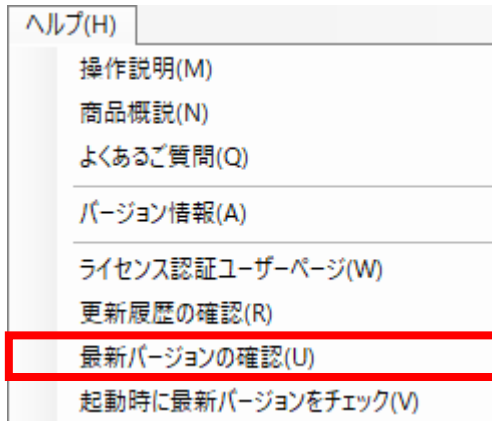 ヘルプ(H)
操作説明(M)
商品概説(N)
よくあるご質問(Q)
バージョン情報(A)
ライセンス認証ユーザーページ(W)
更新履歴の確認(R)
最新バージョンの確認(U)
起動時に最新バージョンをチェック(V)